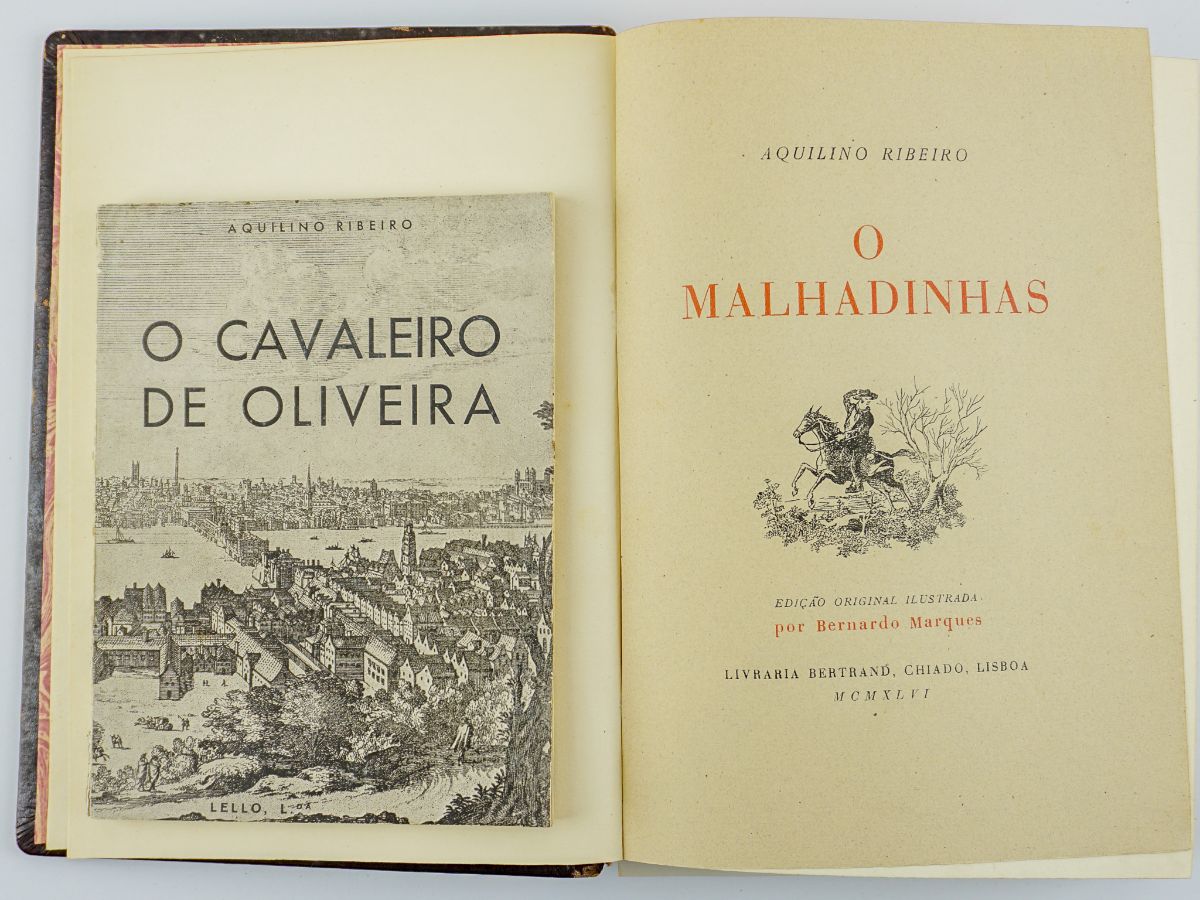 AQUILINO RIBEIRO
O CAVALEIRO
DE OLIVEIRA
LELLO, L.DA
AQUILINO RIBEIRO
O
MALHADINHAS
EDIÇÃO ORIGINAL ILUSTRADA
por Bernardo Marques
LIVRARIA BERTRAND, CHIADO, LISBOA
MCMXLVI